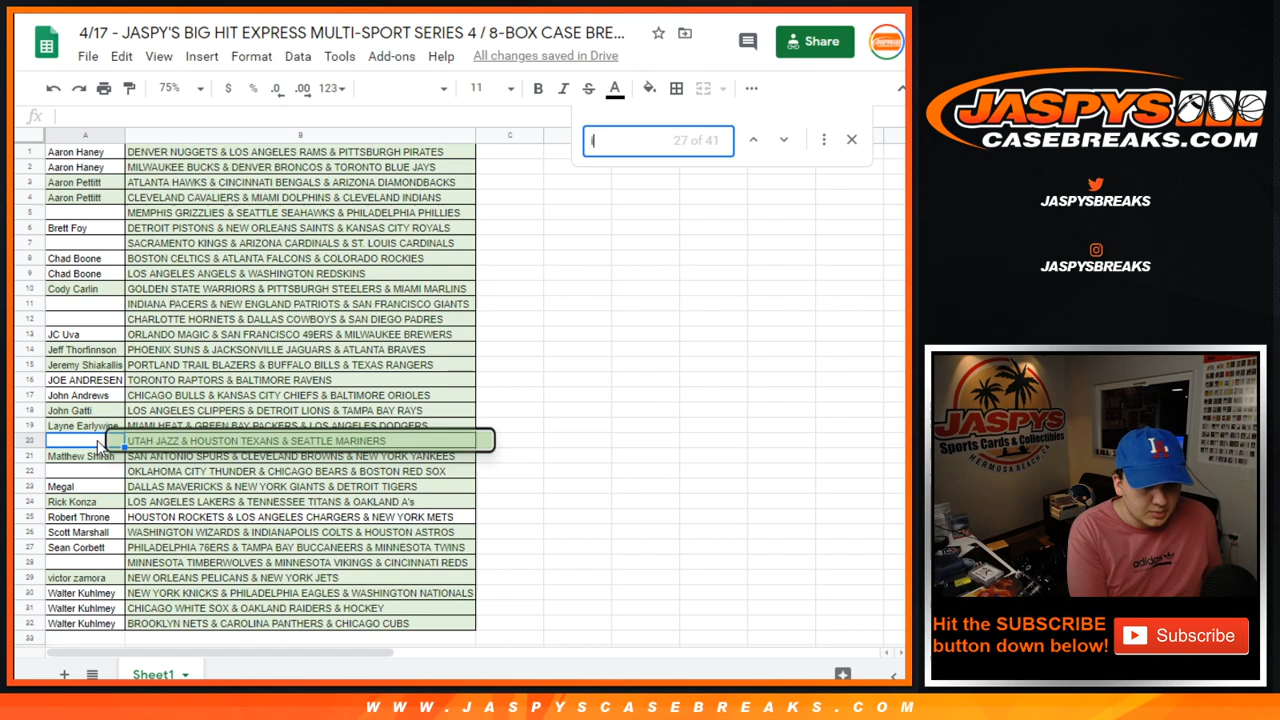 4/17 - JASPY'S BIG HIT EXPRESS MULTI-SPORT SERIES 4 / 8-BOX CASE BRE...
File Edit View Insert Format Data Tools Add-ons Help All changes saved in Drive
Share
75% $ % .0 .00 123 11 B I S A
fx
27 of 41
A B C
1 Aaron Haney DENVER NUGGETS & LOS ANGELES RAMS & PITTSBURGH PIRATES
2 Aaron Haney MILWAUKEE BUCKS & DENVER BRONCOS & TORONTO BLUE JAYS
3 Aaron Pettitt ATLANTA HAWKS & CINCINNATI BENGALS & ARIZONA DIAMONDBACKS
4 Aaron Pettitt CLEVELAND CAVALIERS & MIAMI DOLPHINS & CLEVELAND INDIANS
5 MEMPHIS GRIZZLIES & SEATTLE SEAHAWKS & PHILADELPHIA PHILLIES
6 Brett Foy DETROIT PISTONS & NEW ORLEANS SAINTS & KANSAS CITY ROYALS
7 SACRAMENTO KINGS & ARIZONA CARDINALS & ST. LOUIS CARDINALS
8 Chad Boone BOSTON CELTICS & ATLANTA FALCONS & COLORADO ROCKIES
9 Chad Boone LOS ANGELES ANGELS & WASHINGTON REDSKINS
10 Cody Carlin GOLDEN STATE WARRIORS & PITTSBURGH STEELERS & MIAMI MARLINS
11 INDIANA PACERS & NEW ENGLAND PATRIOTS & SAN FRANCISCO GIANTS
12 CHARLOTTE HORNETS & DALLAS COWBOYS & SAN DIEGO PADRES
13 JC Uva ORLANDO MAGIC & SAN FRANCISCO 49ERS & MILWAUKEE BREWERS
14 Jeff Thorfinnson PHOENIX SUNS & JACKSONVILLE JAGUARS & ATLANTA BRAVES
15 Jeremy Shiakallis PORTLAND TRAIL BLAZERS & BUFFALO BILLS & TEXAS RANGERS
16 JOE ANDRESEN TORONTO RAPTORS & BALTIMORE RAVENS
17 John Andrews CHICAGO BULLS & KANSAS CITY CHIEFS & BALTIMORE ORIOLES
18 John Gatti LOS ANGELES CLIPPERS & DETROIT LIONS & TAMPA BAY RAYS
19 Layne Earlywine MIAMI HEAT & GREEN BAY PACKERS & LOS ANGELES DODGERS
20 UTAH JAZZ & HOUSTON TEXANS & SEATTLE MARINERS
21 Matthew SAN ANTONIO SPURS & CLEVELAND BROWNS & NEW YORK YANKEES
22 OKLAHOMA CITY THUNDER & CHICAGO BEARS & BOSTON RED SOX
23 Megal DALLAS MAVERICKS & NEW YORK GIANTS & DETROIT TIGERS
24 Rick Konza LOS ANGELES LAKERS & TENNESSEE TITANS & OAKLAND A's
25 Robert Throne HOUSTON ROCKETS & LOS ANGELES CHARGERS & NEW YORK METS
26 Scott Marshall WASHINGTON WIZARDS & INDIANAPOLIS COLTS & HOUSTON ASTROS
27 Sean Corbett PHILADELPHIA 76ERS & TAMPA BAY BUCCANEERS & MINNESOTA TWINS
28 MINNESOTA TIMBERWOLVES & MINNESOTA VIKINGS & CINCINNATI REDS
29 victor zamora NEW ORLEANS PELICANS & NEW YORK JETS
30 Walter Kuhlmey NEW YORK KNICKS & PHILADELPHIA EAGLES & WASHINGTON NATIONALS
31 Walter Kuhlmey CHICAGO WHITE SOX & OAKLAND RAIDERS & HOCKEY
32 Walter Kuhlmey BROOKLYN NETS & CAROLINA PANTHERS & CHICAGO CUBS
33
Sheet1
JASPYS
CASEBREAKS.COM
JASPYSBREAKS
JASPYSBREAKS
JASPYS
Sports Cards & Collectibles
HERMOSA BEACH, CA
adidas
Hit the SUBSCRIBE
button down below!
Subscribe
WWW.JASPYSCASEBREAKS.COM